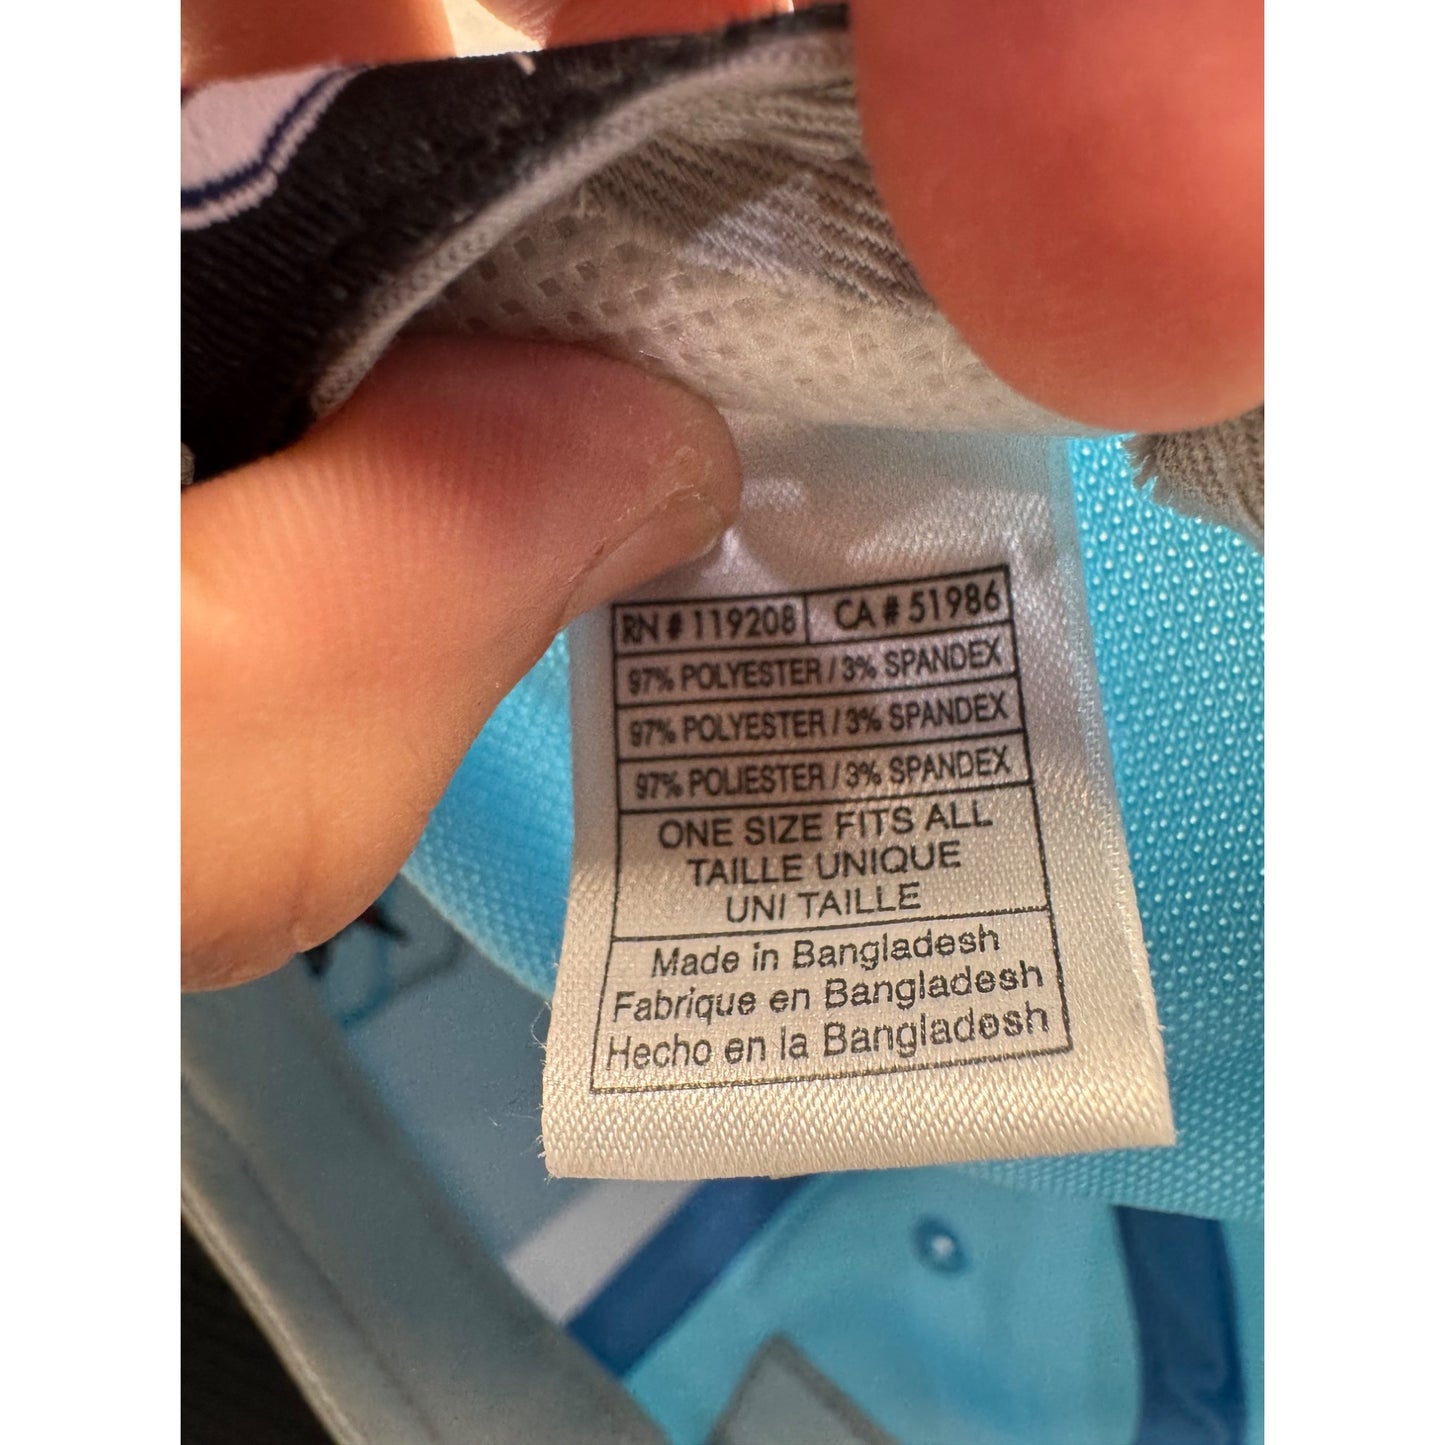 RN # 119208 CA # 51986
97% POLYESTER / 3% SPANDEX
97% POLYESTER / 3% SPANDEX
97% POLIESTER / 3% SPANDEX
ONE SIZE FITS ALL
TAILLE UNIQUE
UNI TAILLE
Made in Bangladesh
Fabrique en Bangladesh
Hecho en la Bangladesh